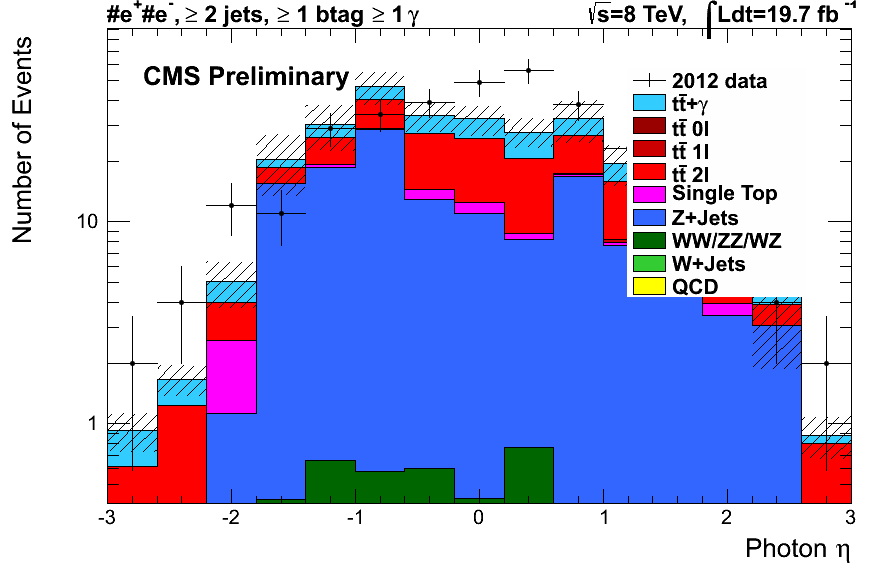 #e⁺#e⁻, ≥ 2 jets, ≥ 1 btag ≥ 1 γ
√s=8 TeV, ∫Ldt=19.7 fb⁻¹
CMS Preliminary
2012 data
tt̄+γ
tt̄ 0l
tt̄ 1l
tt̄ 2l
Single Top
Z+Jets
WW/ZZ/WZ
W+Jets
QCD
Number of Events
10
1
-3 -2 -1 0 1 2 3
Photon η